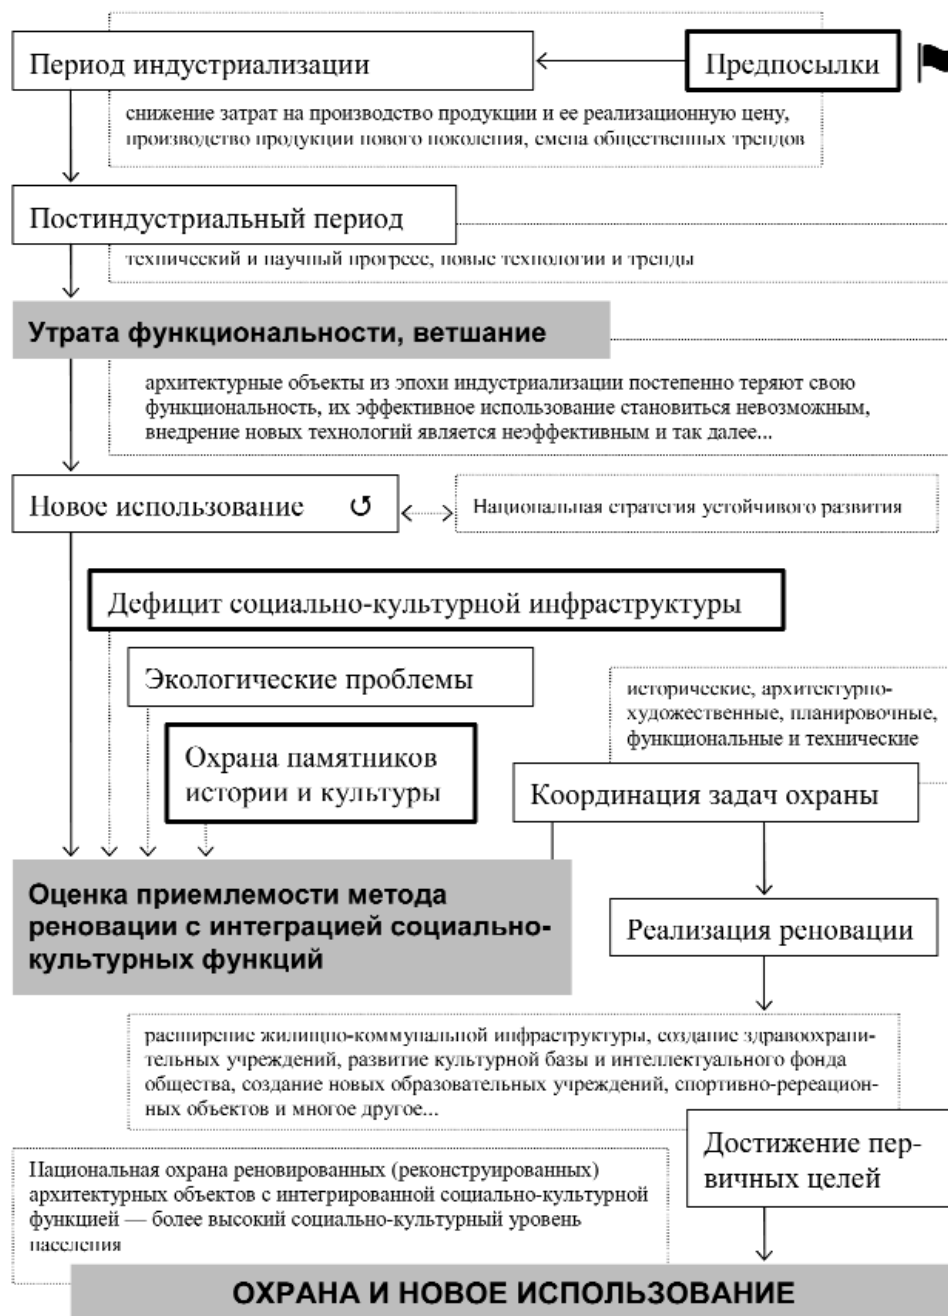 Период индустриализации
Предпосылки
снижение затрат на производство продукции и ее реализационную цену,
производство продукции нового поколения, смена общественных трендов
Постиндустриальный период
технический и научный прогресс, новые технологии и тренды
Утрата функциональности, ветшание
архитектурные объекты из эпохи индустриализации постепенно теряют свою
функциональность, их эффективное использование становиться невозможным,
внедрение новых технологий является неэффективным и так далее...
Новое использование ↺
Национальная стратегия устойчивого развития
Дефицит социально-культурной инфраструктуры
Экологические проблемы
Охрана памятников
истории и культуры
исторические, архитектурно-
художественные, планировочные,
функциональные и технические
Координация задач охраны
Оценка приемлемости метода
реновации с интеграцией социально-
культурных функций
Реализация реновации
расширение жилищно-коммунальной инфраструктуры, создание здравоохрани-
тельных учреждений, развитие культурной базы и интеллектуального фонда
общества, создание новых образовательных учреждений, спортивно-ререацион-
ных объектов и многое другое...
Достижение пер-
вичных целей
Национальная охрана реновированных (реконструированных)
архитектурных объектов с интегрированной социально-культурной
функцией — более высокий социально-культурный уровень
населения
ОХРАНА И НОВОЕ ИСПОЛЬЗОВАНИЕ